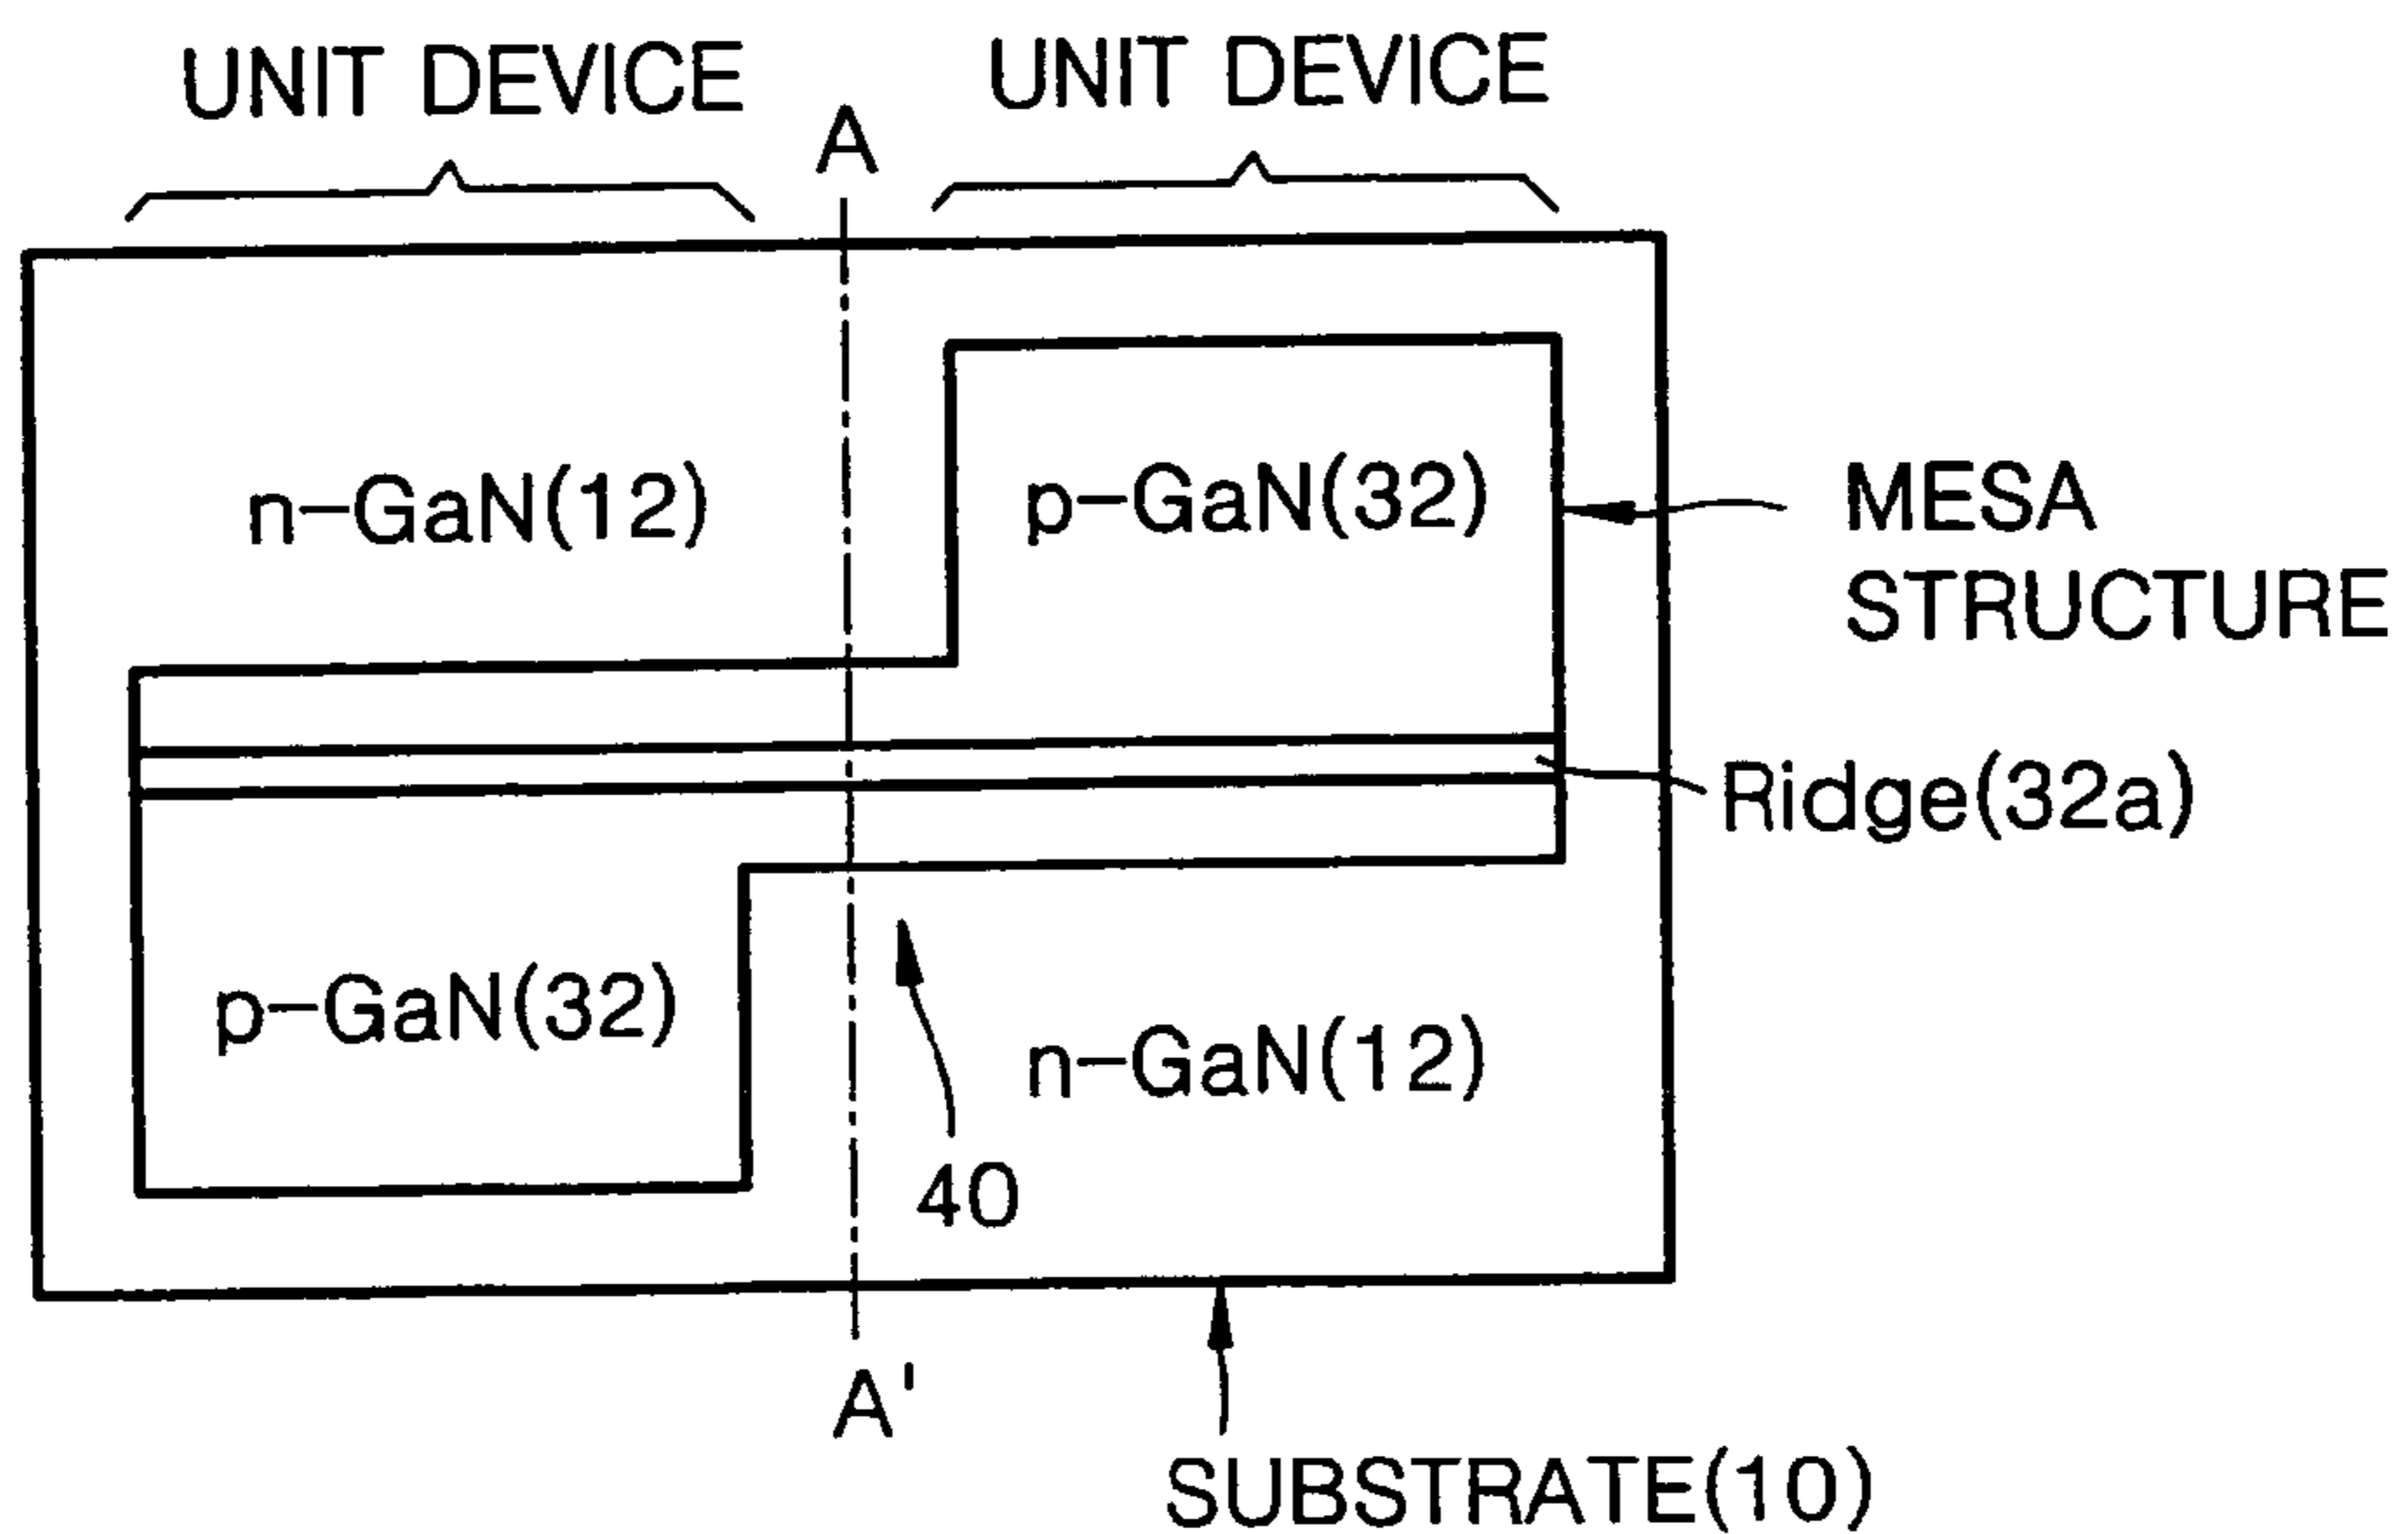 UNIT DEVICE
UNIT DEVICE
A
n-GaN(12)
p-GaN(32)
MESA
STRUCTURE
Ridge(32a)
p-GaN(32)
n-GaN(12)
40
A'
SUBSTRATE(10)